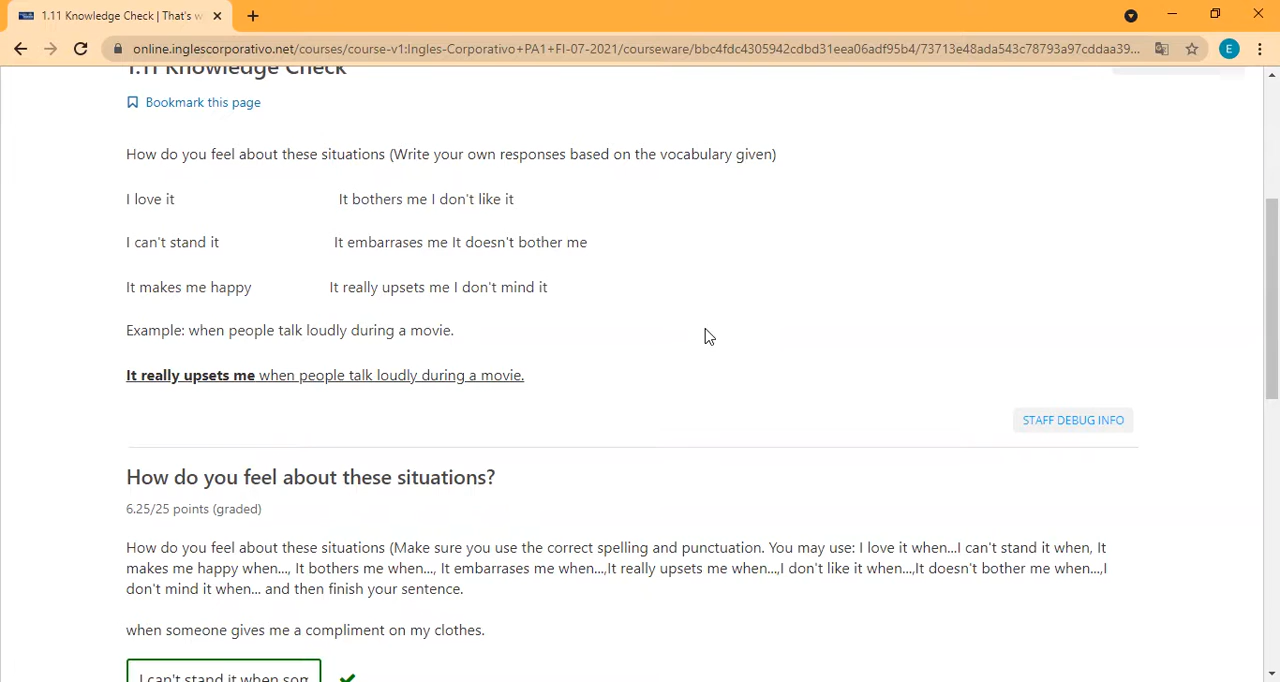 1.11 Knowledge Check | That's w
online.inglescorporativo.net/courses/course-v1:Ingles-Corporativo+PA1+FI-07-2021/courseware/bbc4fdc4305942cdbd31eea06adf95b4/73713e48ada543c78793a97cddaa39...
E
1.11 Knowledge Check
Bookmark this page
How do you feel about these situations (Write your own responses based on the vocabulary given)
I love it It bothers me I don't like it
I can't stand it It embarrases me It doesn't bother me
It makes me happy It really upsets me I don't mind it
Example: when people talk loudly during a movie.
It really upsets me when people talk loudly during a movie.
STAFF DEBUG INFO
How do you feel about these situations?
6.25/25 points (graded)
How do you feel about these situations (Make sure you use the correct spelling and punctuation. You may use: I love it when...I can't stand it when, It
makes me happy when..., It bothers me when..., It embarrases me when...,It really upsets me when...,I don't like it when...,It doesn't bother me when...,I
don't mind it when... and then finish your sentence.
when someone gives me a compliment on my clothes.
I can't stand it when som